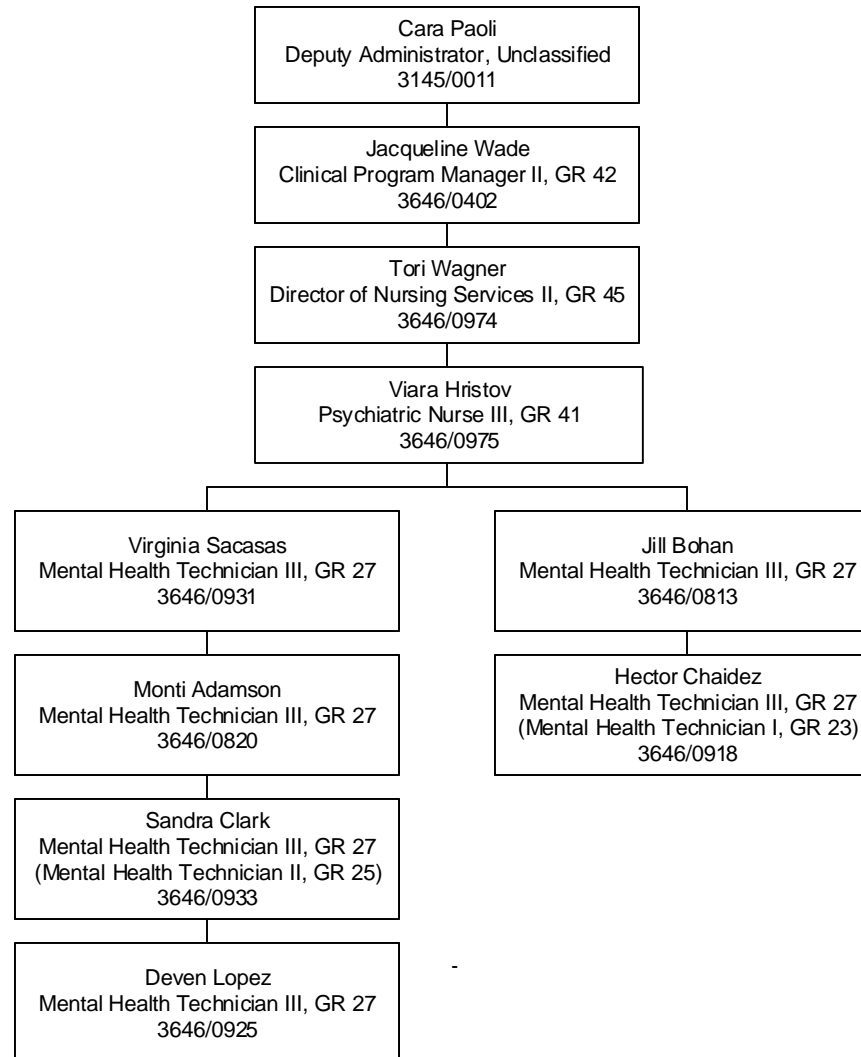 Cara Paoli
Deputy Administrator, Unclassified
3145/0011
Jacqueline Wade
Clinical Program Manager II, GR 42
3646/0402
Tori Wagner
Director of Nursing Services II, GR 45
3646/0974
Viara Hristov
Psychiatric Nurse III, GR 41
3646/0975
Virginia Sacasas
Mental Health Technician III, GR 27
3646/0931
Monti Adamson
Mental Health Technician III, GR 27
3646/0820
Sandra Clark
Mental Health Technician III, GR 27
(Mental Health Technician II, GR 25)
3646/0933
Deven Lopez
Mental Health Technician III, GR 27
3646/0925
Jill Bohan
Mental Health Technician III, GR 27
3646/0813
Hector Chaidez
Mental Health Technician III, GR 27
(Mental Health Technician I, GR 23)
3646/0918
-